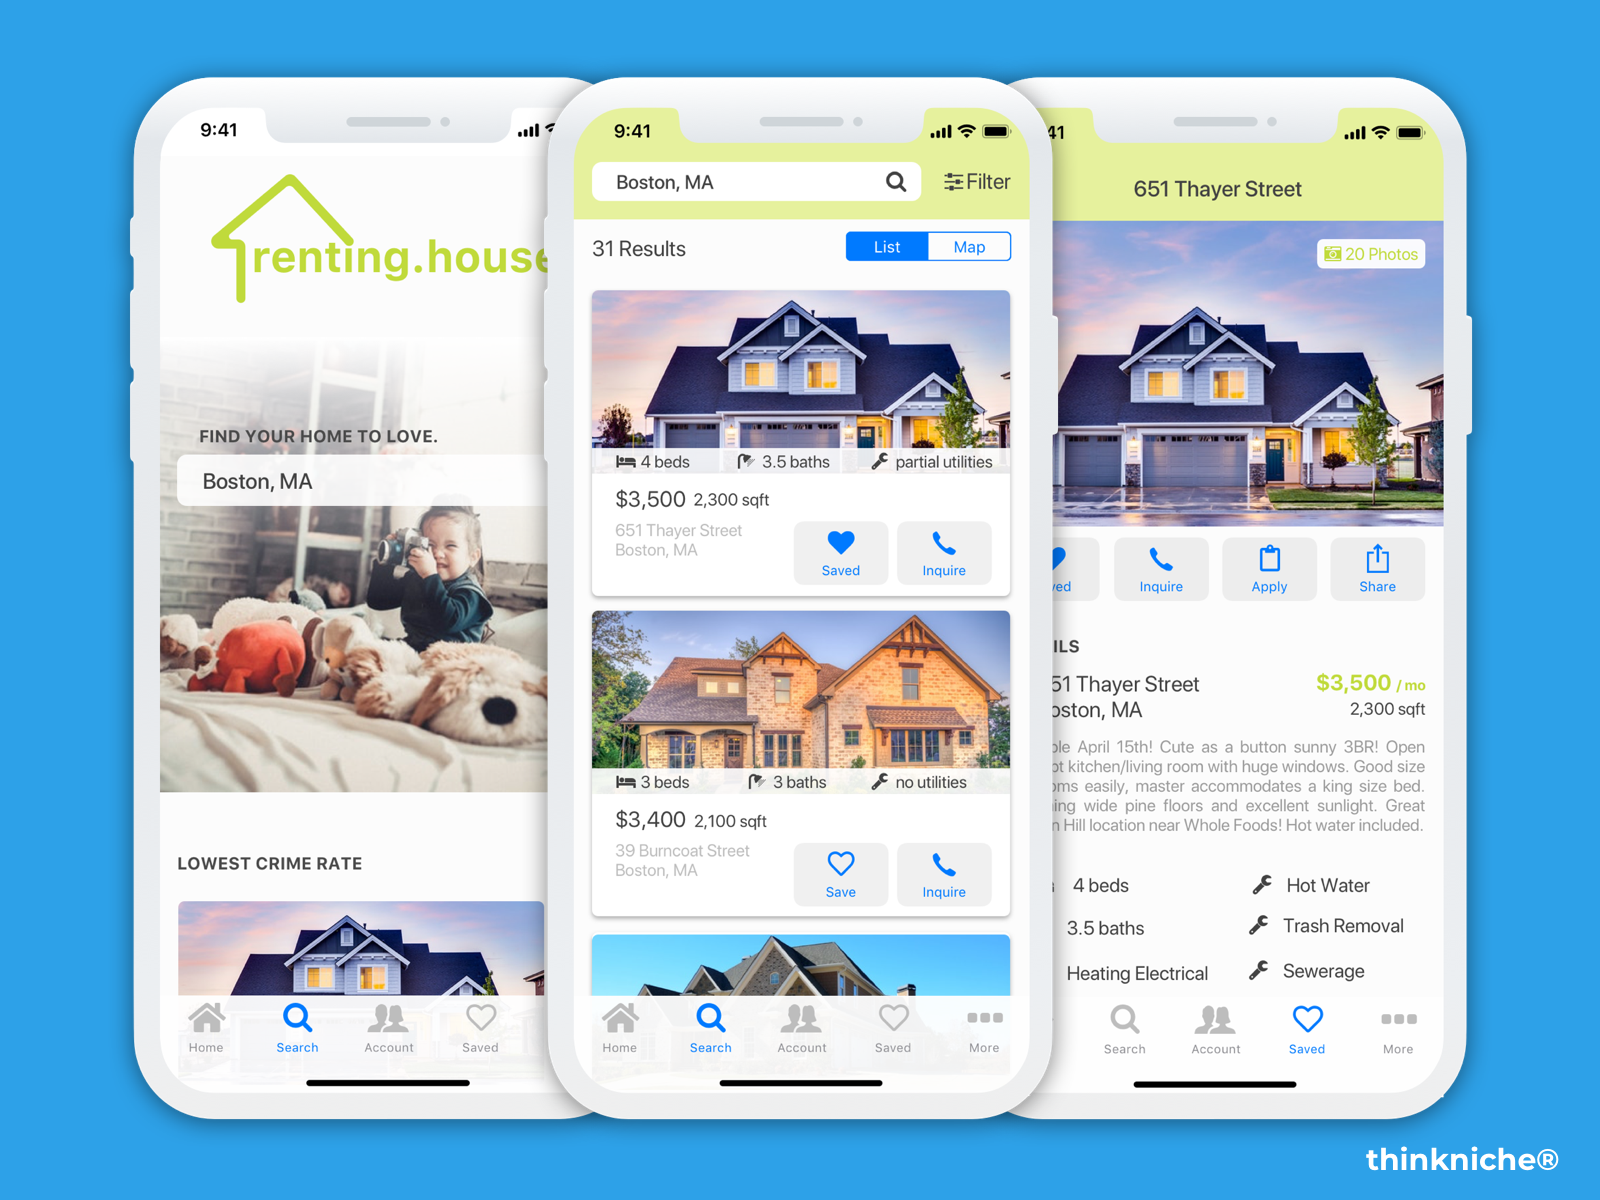 9:41
renting.house
FIND YOUR HOME TO LOVE.
Boston, MA
LOWEST CRIME RATE
Home
Search
Account
Saved
9:41
Boston, MA
Filter
31 Results
List
Map
4 beds
3.5 baths
partial utilities
$3,500 2,300 sqft
651 Thayer Street
Boston, MA
Saved
Inquire
3 beds
3 baths
no utilities
$3,400 2,100 sqft
39 Burncoat Street
Boston, MA
Save
Inquire
Home
Search
Account
Saved
More
41
651 Thayer Street
20 Photos
ed
Inquire
Apply
Share
ILS
51 Thayer Street
$3,500 / mo
oston, MA
2,300 sqft
ble April 15th! Cute as a button sunny 3BR! Open
pt kitchen/living room with huge windows. Good size
oms easily, master accommodates a king size bed.
ing wide pine floors and excellent sunlight. Great
n Hill location near Whole Foods! Hot water included.
4 beds
Hot Water
3.5 baths
Trash Removal
Heating Electrical
Sewerage
Search
Account
Saved
More
thinkniche®